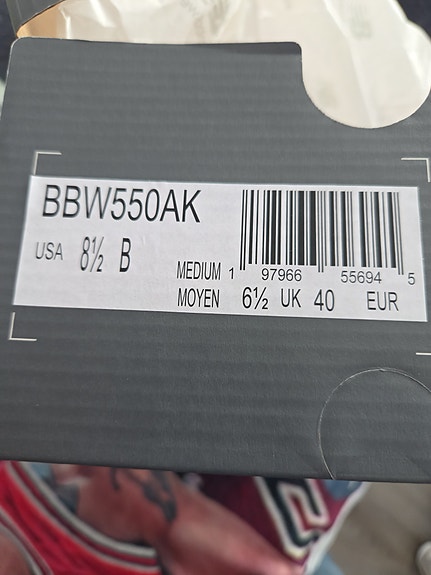 BBW550AK
USA 8½ B
MEDIUM 1 97966 55694 5
MOYEN 6½ UK 40 EUR